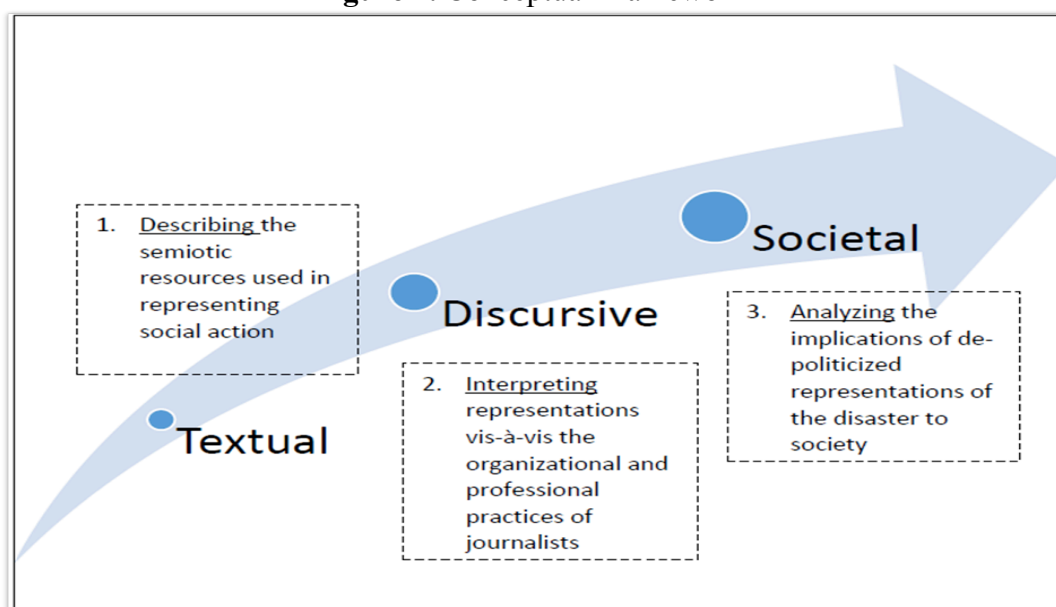 1. Describing the
semiotic
resources used in
representing
social action
Textual
Discursive
2. Interpreting
representations
vis-à-vis the
organizational and
professional
practices of
journalists
Societal
3. Analyzing the
implications of de-
politicized
representations of
the disaster to
society